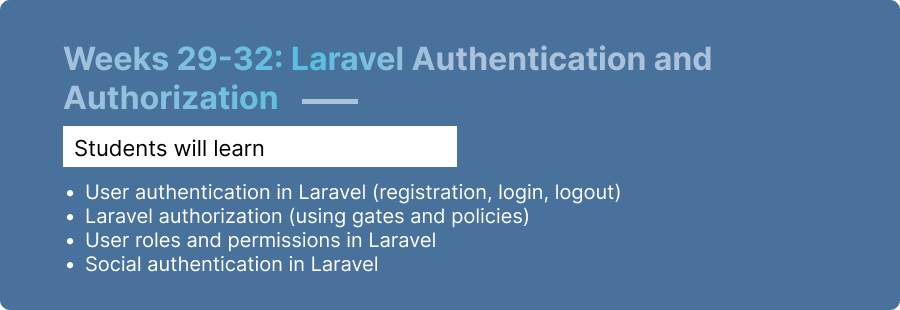 Weeks 29-32: Laravel Authentication and
Authorization
Students will learn
• User authentication in Laravel (registration, login, logout)
• Laravel authorization (using gates and policies)
• User roles and permissions in Laravel
• Social authentication in Laravel